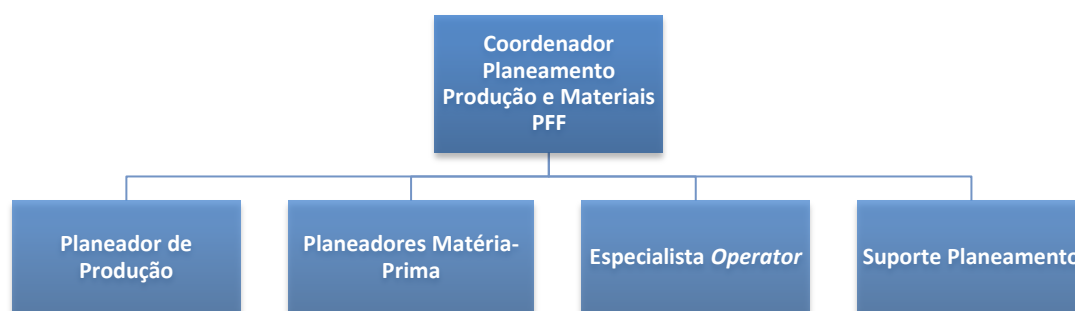 Coordenador
Planeamento
Produção e Materiais
PFF
Planeador de
Produção
Planeadores Matéria-
Prima
Especialista Operator
Suporte Planeamento